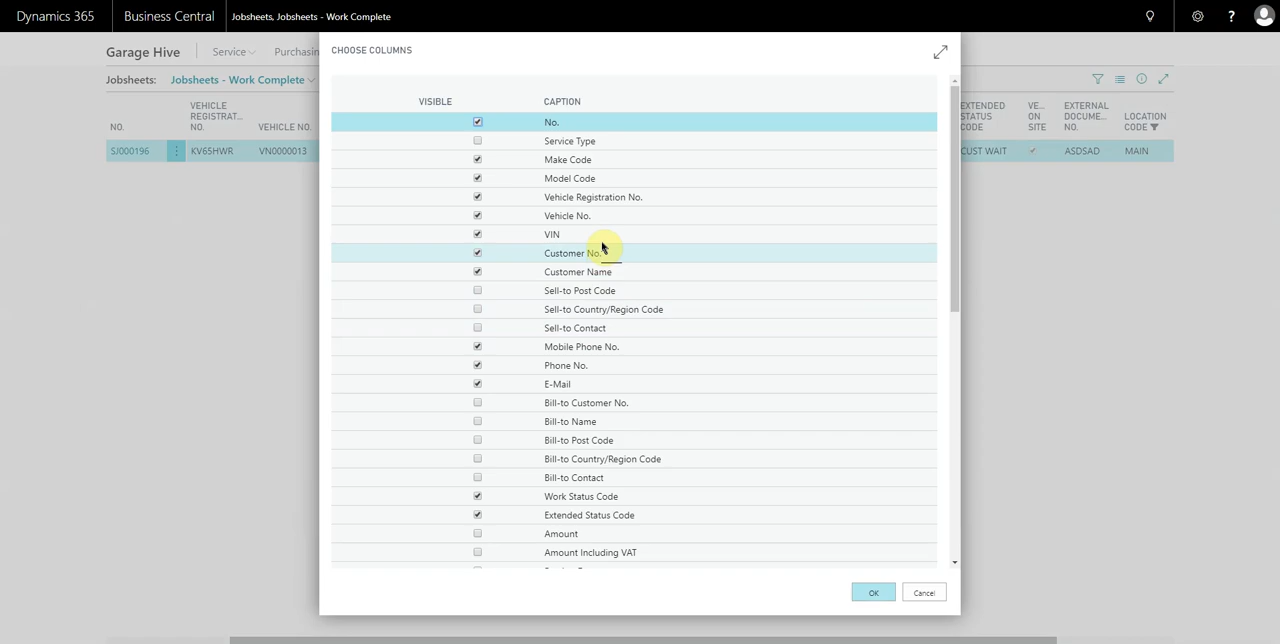 Dynamics 365 Business Central Jobsheets, Jobsheets - Work Complete ?
Garage Hive Service Purchasin
Jobsheets: Jobsheets - Work Complete
NO. VEHICLE REGISTRAT... NO. VEHICLE NO. EXTENDED STATUS CODE VE... ON SITE EXTERNAL DOCUME... NO. LOCATION CODE
SJ000196 KV65HWR VN0000013 CUST WAIT ASDSAD MAIN
CHOOSE COLUMNS
VISIBLE CAPTION
No.
Service Type
Make Code
Model Code
Vehicle Registration No.
Vehicle No.
VIN
Customer No.
Customer Name
Sell-to Post Code
Sell-to Country/Region Code
Sell-to Contact
Mobile Phone No.
Phone No.
E-Mail
Bill-to Customer No.
Bill-to Name
Bill-to Post Code
Bill-to Country/Region Code
Bill-to Contact
Work Status Code
Extended Status Code
Amount
Amount Including VAT
OK Cancel